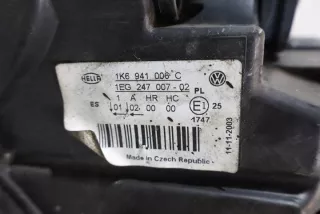 HELLA 1K6 941 006 C
1EG 247 007-02 PL
1 A HR HC
ES 01 02 00 00 E1 25
1747
11-11-2003
Made in Czech Republic